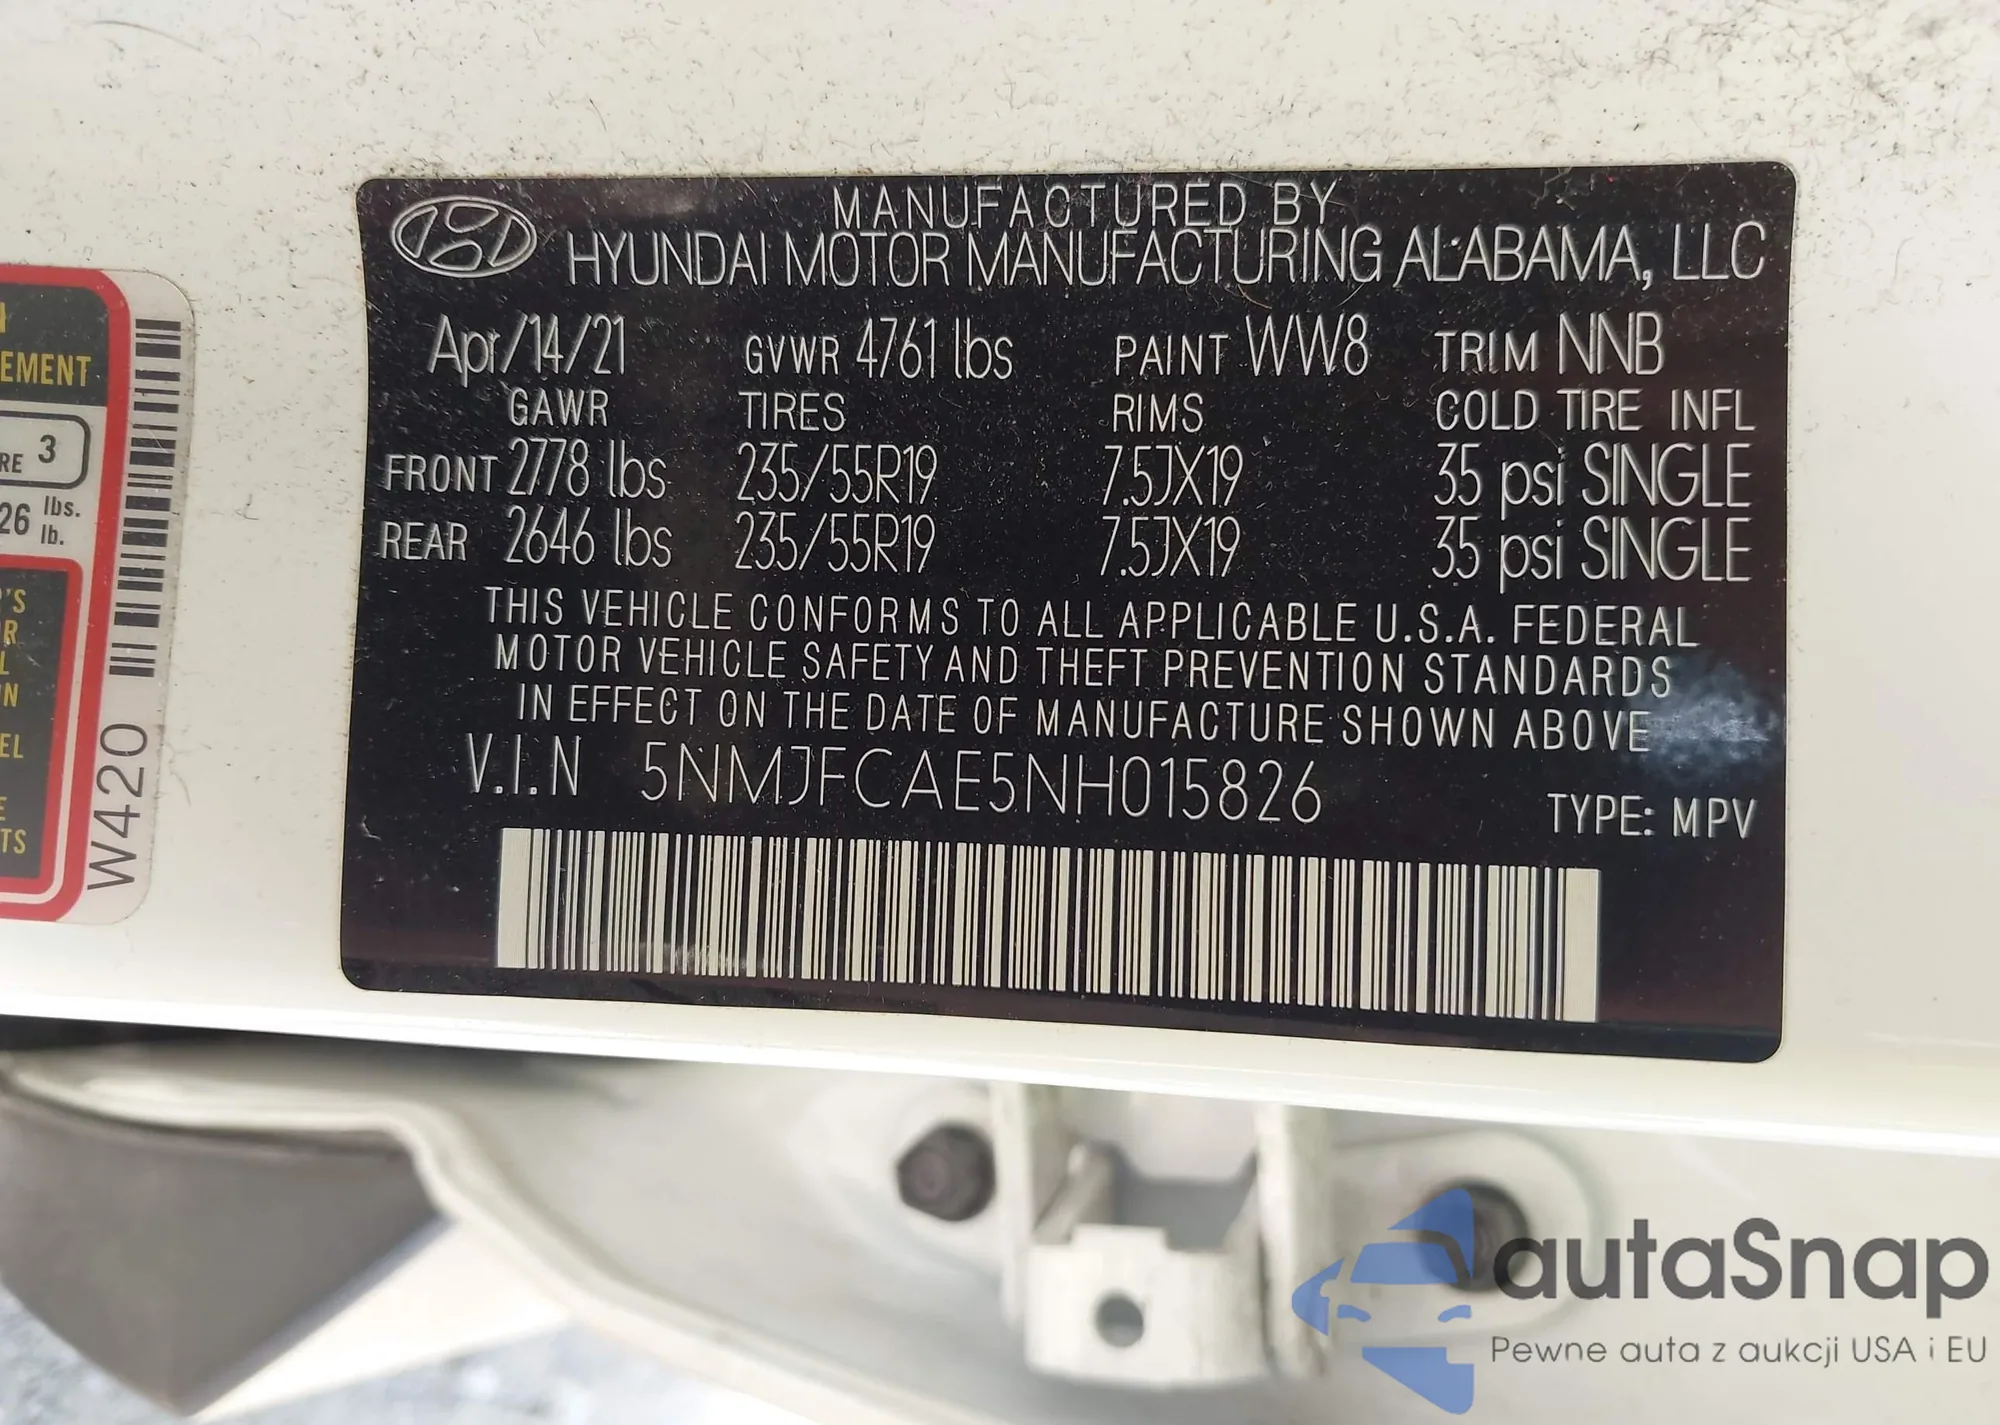 MANUFACTURED BY
HYUNDAI MOTOR MANUFACTURING ALABAMA, LLC
Apr/14/21 GVWR 4761 lbs PAINT WW8 TRIM NNB
GAWR TIRES RIMS COLD TIRE INFL
FRONT 2778 lbs 235/55R19 7.5JX19 35 psi SINGLE
REAR 2646 lbs 235/55R19 7.5JX19 35 psi SINGLE
THIS VEHICLE CONFORMS TO ALL APPLICABLE U.S.A. FEDERAL
MOTOR VEHICLE SAFETY AND THEFT PREVENTION STANDARDS
IN EFFECT ON THE DATE OF MANUFACTURE SHOWN ABOVE
V.I.N 5NMJFCAE5NH015826
TYPE: MPV
EMENT
RE 3
26 lbs.
lb.
W420
autaSnap
Pewne auta z aukcji USA i EU